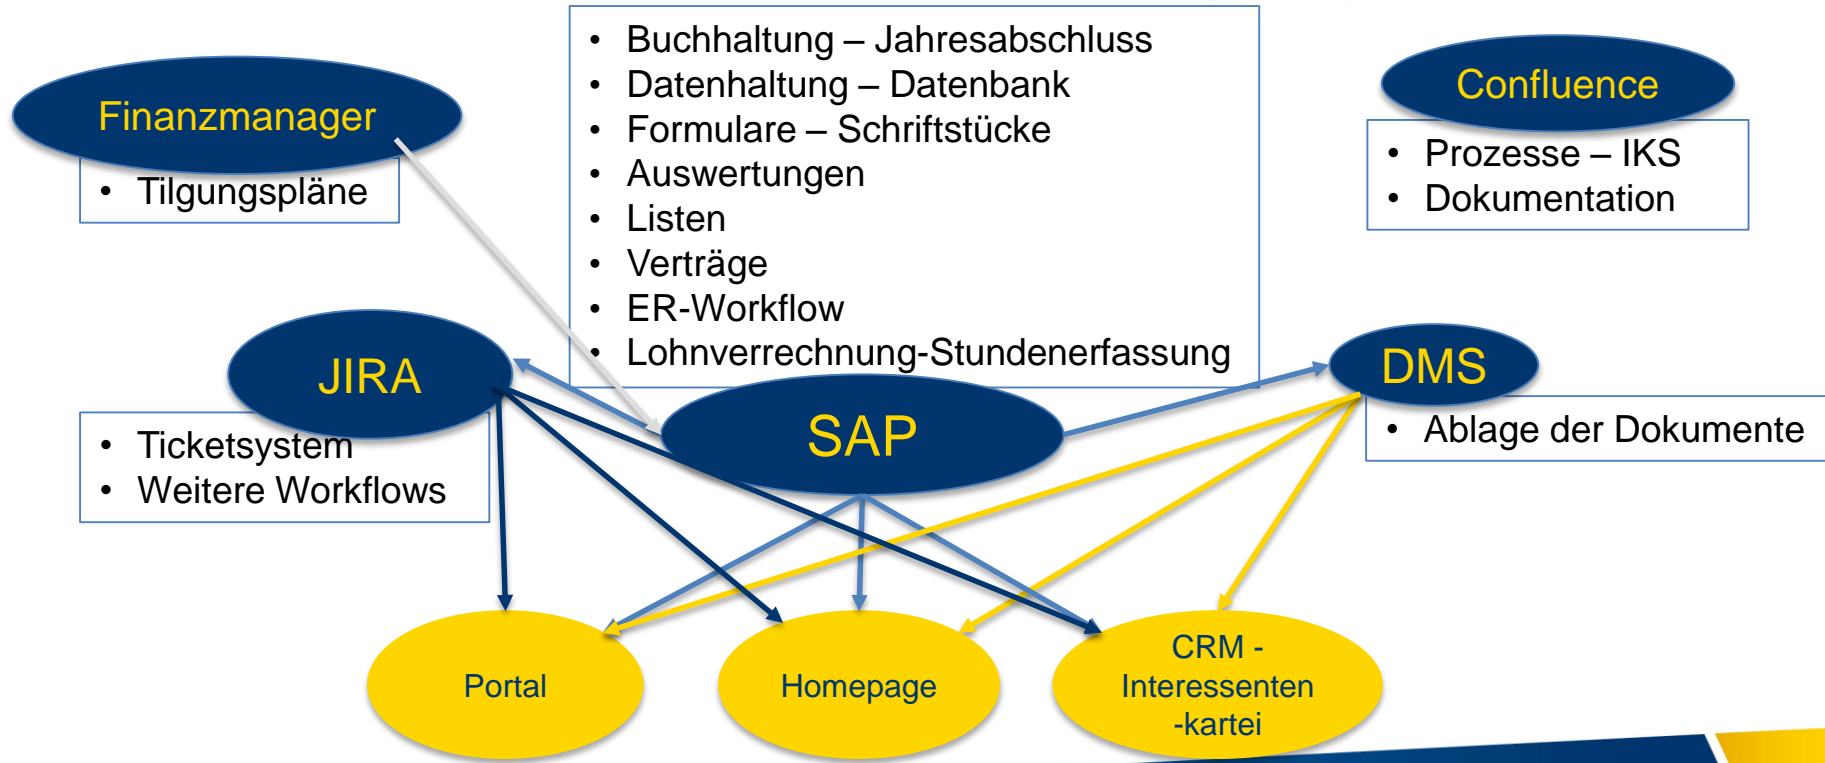 Finanzmanager
• Tilgungspläne
• Buchhaltung – Jahresabschluss
• Datenhaltung – Datenbank
• Formulare – Schriftstücke
• Auswertungen
• Listen
• Verträge
• ER-Workflow
• Lohnverrechnung-Stundenerfassung
Confluence
• Prozesse – IKS
• Dokumentation
JIRA
• Ticketsystem
• Weitere Workflows
SAP
DMS
• Ablage der Dokumente
Portal
Homepage
CRM -
Interessenten
-kartei